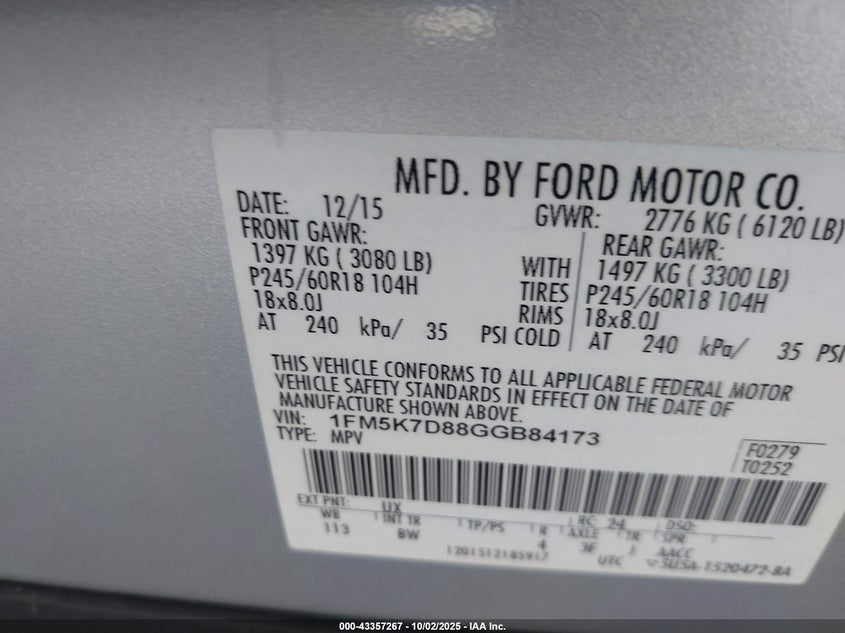 MFD. BY FORD MOTOR CO.
DATE: 12/15 GVWR: 2776 KG ( 6120 LB)
FRONT GAWR: REAR GAWR:
1397 KG ( 3080 LB) WITH 1497 KG ( 3300 LB)
P245/60R18 104H TIRES P245/60R18 104H
18x8.0J RIMS 18x8.0J
AT 240 kPa/ 35 PSI COLD AT 240 kPa/ 35 PSI
THIS VEHICLE CONFORMS TO ALL APPLICABLE FEDERAL MOTOR
VEHICLE SAFETY STANDARDS IN EFFECT ON THE DATE OF
MANUFACTURE SHOWN ABOVE.
VIN: 1FM5K7D88GGB84173
TYPE: MPV
F0279
T0252
EXT PNT: UX RC: 24 DSO:
WB INT TR TP/PS R AXLE TR SPR
113 BW 4 3F J AACC
UTC
000-43357267 - 10/02/2025 - IAA Inc.